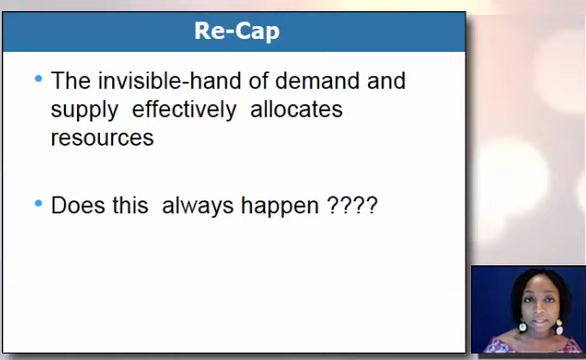 Re-Cap
The invisible-hand of demand and
supply effectively allocates
resources
Does this always happen ????